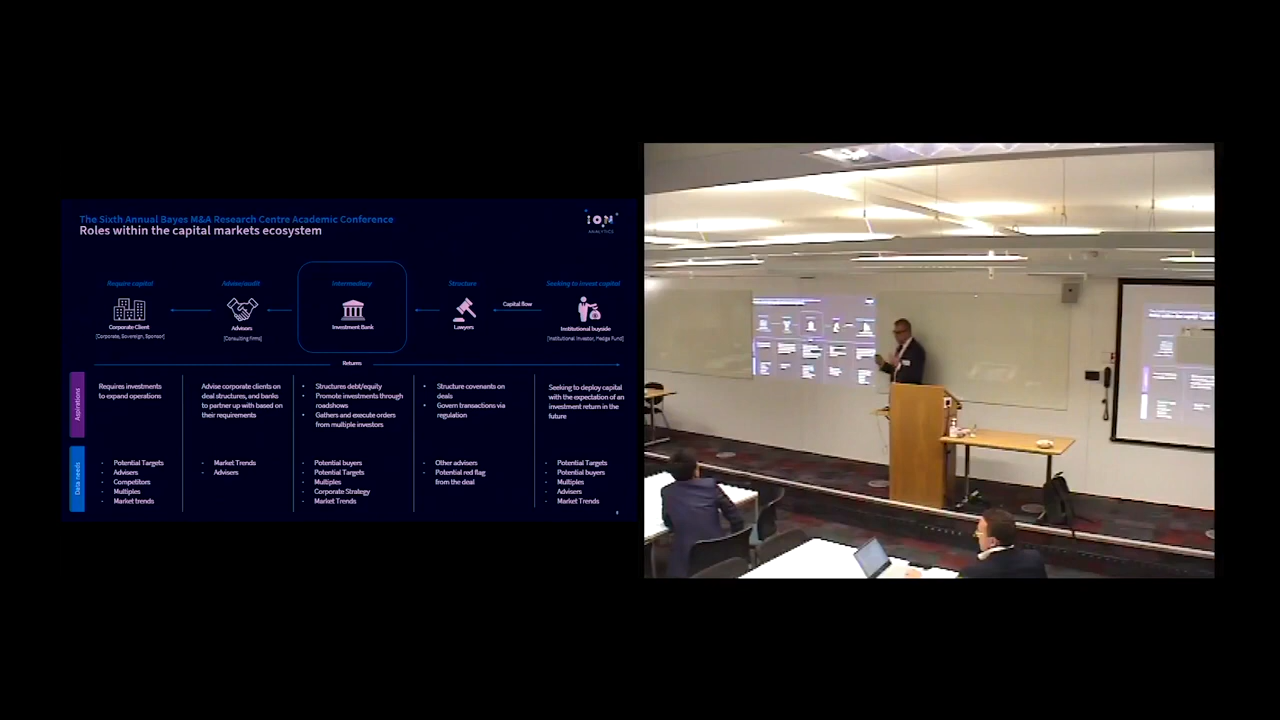 The Sixth Annual Bayes M&A Research Centre Academic Conference
Roles within the capital markets ecosystem
ION
ANALYTICS
Require capital
Advise/audit
Intermediary
Structure
Seeking to invest capital
Capital flow
Corporate Client
[Corporate, Sovereign, Sponsor]
Advisors
[Consulting firms]
Investment Bank
Lawyers
Institutional buyside
[Institutional Investor, Hedge Fund]
Returns
Aspirations
Requires investments
to expand operations
Advise corporate clients on
deal structures, and banks
to partner up with based on
their requirements
• Structures debt/equity
• Promote investments through
roadshows
• Gathers and execute orders
from multiple investors
• Structure covenants on
deals
• Govern transactions via
regulation
Seeking to deploy capital
with the expectation of an
investment return in the
future
Data needs
- Potential Targets
- Advisers
- Competitors
- Multiples
- Market trends
- Market Trends
- Advisers
- Potential buyers
- Potential Targets
- Multiples
- Corporate Strategy
- Market Trends
- Other advisers
- Potential red flag
from the deal
- Potential Targets
- Potential buyers
- Multiples
- Advisers
- Market Trends